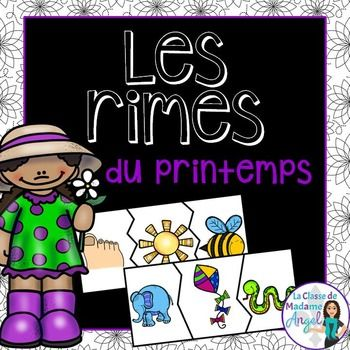 Les
rimes
du printemps
La Classe de
Madame
Angel